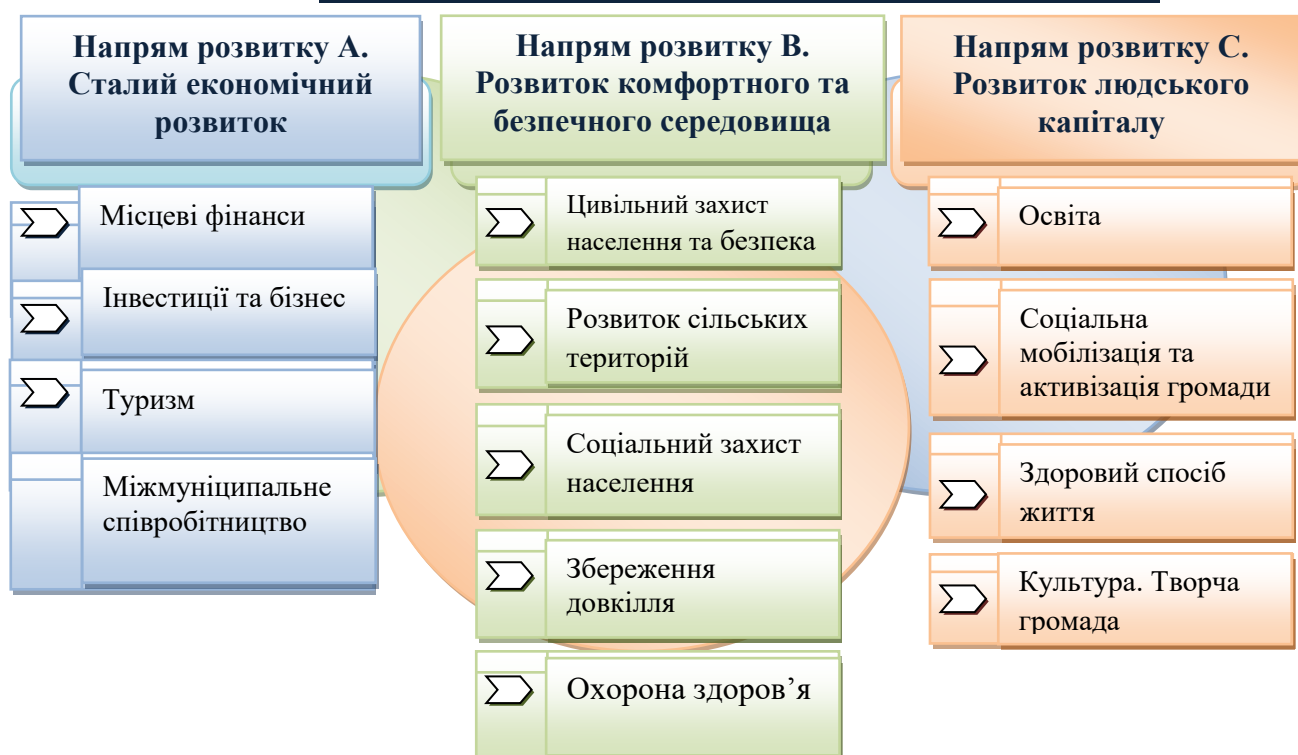 Напрям розвитку А.
Сталий економічний
розвиток
Місцеві фінанси
Інвестиції та бізнес
Туризм
Міжмуніципальне
співробітництво
Напрям розвитку В.
Розвиток комфортного та
безпечного середовища
Цивільний захист
населення та безпека
Розвиток сільських
територій
Соціальний захист
населення
Збереження
довкілля
Охорона здоров’я
Напрям розвитку С.
Розвиток людського
капіталу
Освіта
Соціальна
мобілізація та
активізація громади
Здоровий спосіб
життя
Культура. Творча
громада